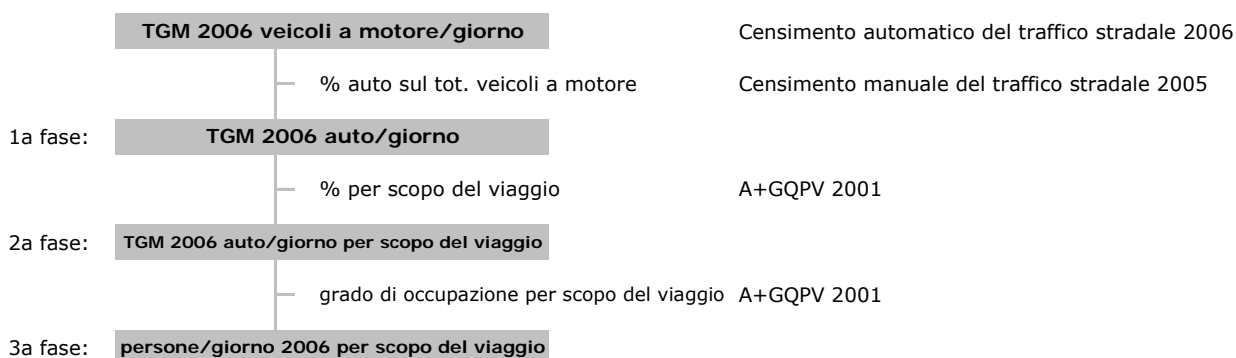 TGM 2006 veicoli a motore/giorno Censimento automatico del traffico stradale 2006
% auto sul tot. veicoli a motore Censimento manuale del traffico stradale 2005
1a fase: TGM 2006 auto/giorno
% per scopo del viaggio A+GQPV 2001
2a fase: TGM 2006 auto/giorno per scopo del viaggio
grado di occupazione per scopo del viaggio A+GQPV 2001
3a fase: persone/giorno 2006 per scopo del viaggio